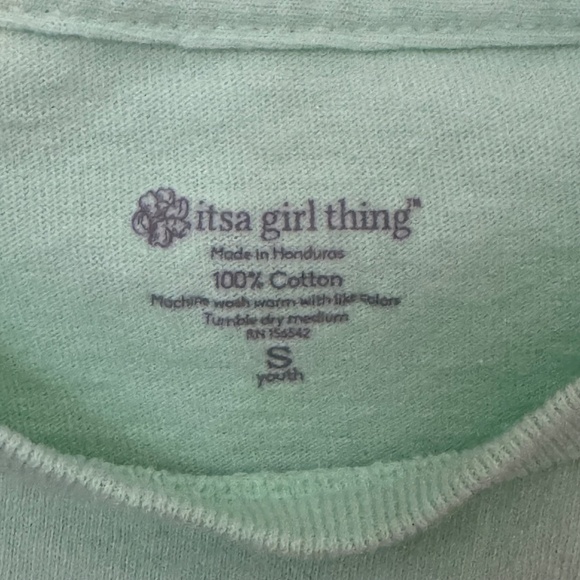 itsa girl thing™
Made in Honduras
100% Cotton
Machine wash warm with like colors
Tumble dry medium
RN 156542
S
youth